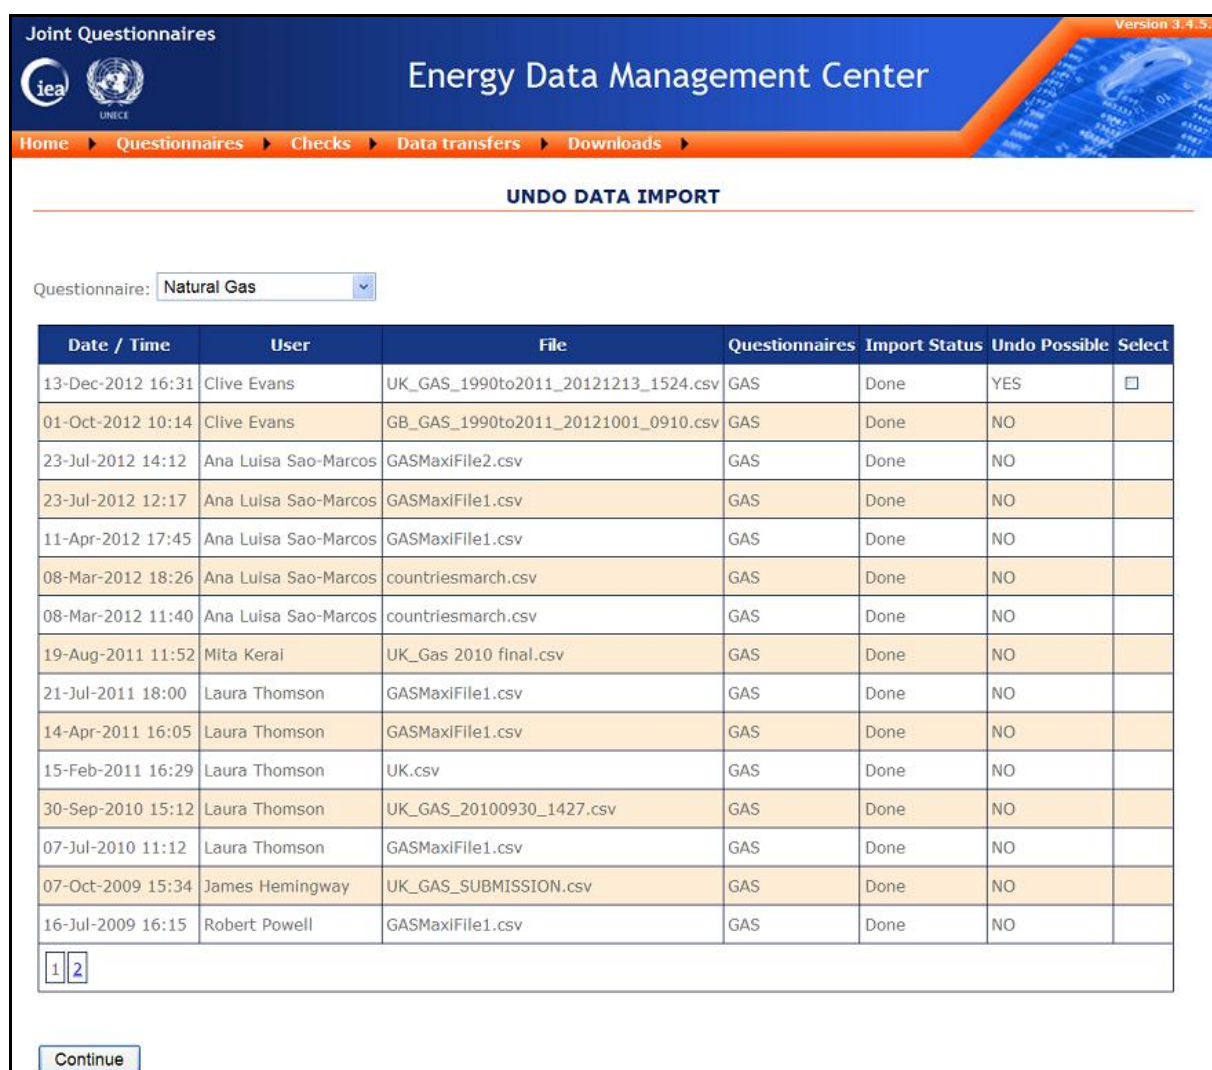 Joint Questionnaires
Version 3.4.5.
iea
UNECE
Energy Data Management Center
Home Questionnaires Checks Data transfers Downloads
UNDO DATA IMPORT
Questionnaire: Natural Gas
Date / Time User File Questionnaires Import Status Undo Possible Select
13-Dec-2012 16:31 Clive Evans UK_GAS_1990to2011_20121213_1524.csv GAS Done YES
01-Oct-2012 10:14 Clive Evans GB_GAS_1990to2011_20121001_0910.csv GAS Done NO
23-Jul-2012 14:12 Ana Luisa Sao-Marcos GASMaxiFile2.csv GAS Done NO
23-Jul-2012 12:17 Ana Luisa Sao-Marcos GASMaxiFile1.csv GAS Done NO
11-Apr-2012 17:45 Ana Luisa Sao-Marcos GASMaxiFile1.csv GAS Done NO
08-Mar-2012 18:26 Ana Luisa Sao-Marcos countriesmarch.csv GAS Done NO
08-Mar-2012 11:40 Ana Luisa Sao-Marcos countriesmarch.csv GAS Done NO
19-Aug-2011 11:52 Mita Kerai UK_Gas 2010 final.csv GAS Done NO
21-Jul-2011 18:00 Laura Thomson GASMaxiFile1.csv GAS Done NO
14-Apr-2011 16:05 Laura Thomson GASMaxiFile1.csv GAS Done NO
15-Feb-2011 16:29 Laura Thomson UK.csv GAS Done NO
30-Sep-2010 15:12 Laura Thomson UK_GAS_20100930_1427.csv GAS Done NO
07-Jul-2010 11:12 Laura Thomson GASMaxiFile1.csv GAS Done NO
07-Oct-2009 15:34 James Hemingway UK_GAS_SUBMISSION.csv GAS Done NO
16-Jul-2009 16:15 Robert Powell GASMaxiFile1.csv GAS Done NO
1 2
Continue